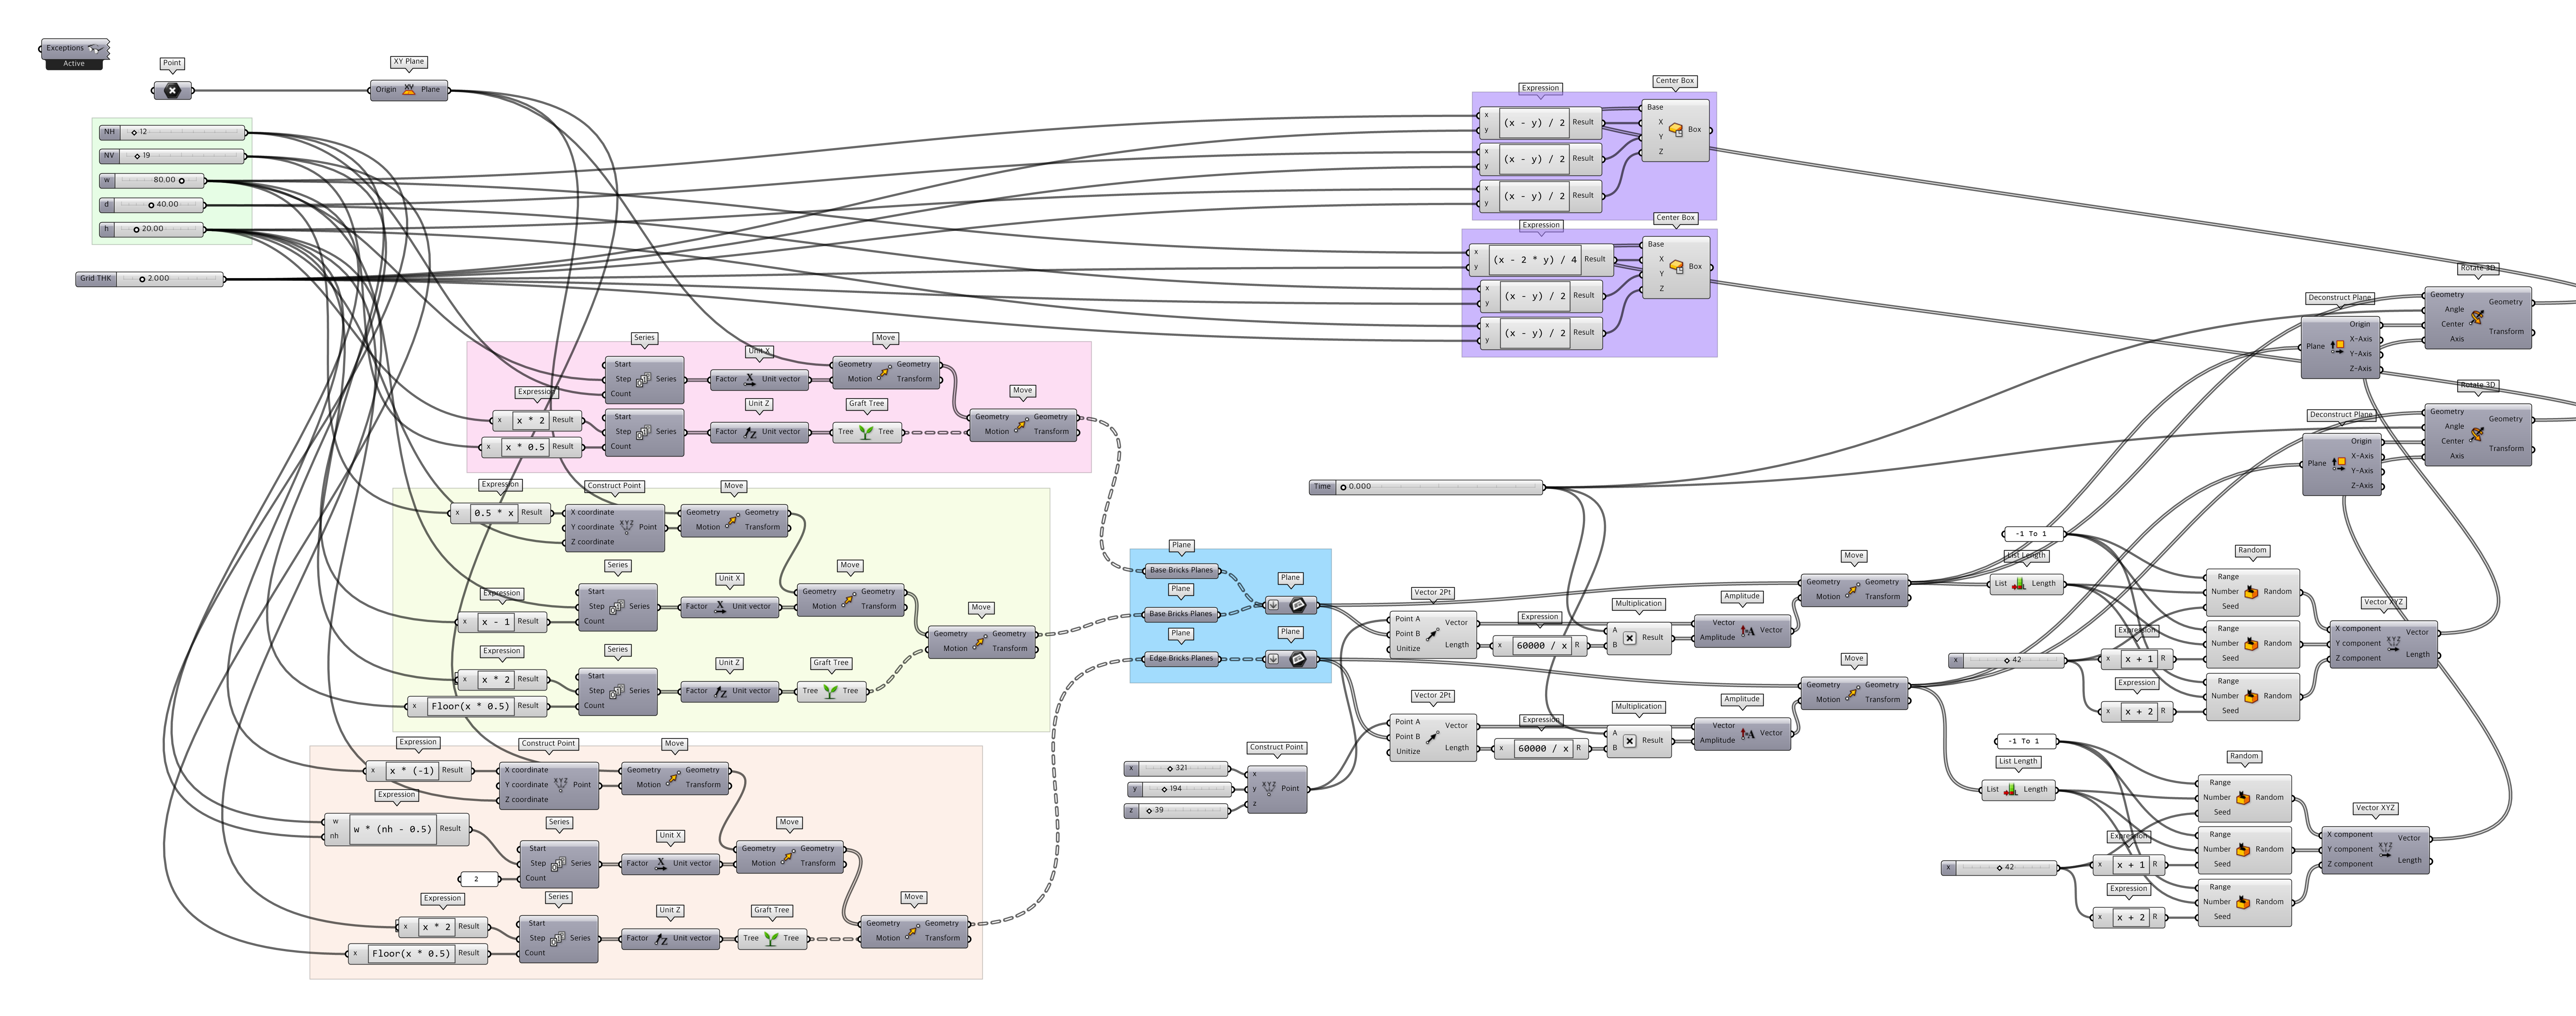 Exceptions
Active
Point
XY Plane
Origin XY Plane
NH 12
NV 19
w 80.00
d 40.00
h 20.00
Grid THK 2.000
Expression
Center Box
x y (x - y) / 2 Result
x y (x - y) / 2 Result
x y (x - y) / 2 Result
Base X Y Z Box
Expression
Center Box
x y (x - 2 * y) / 4 Result
x y (x - y) / 2 Result
x y (x - y) / 2 Result
Base X Y Z Box
Series
Unit X
Move
Start Step Count Series
Factor X Unit vector
Geometry Motion Geometry Transform
Expression
x x * 2 Result
x x * 0.5 Result
Start Step Count Series
Unit Z
Factor Z Unit vector
Graft Tree
Tree Tree
Move
Geometry Motion Geometry Transform
Expression
x 0.5 * x Result
Construct Point
X coordinate Y coordinate Z coordinate XYZ Point
Move
Geometry Motion Geometry Transform
Expression
x x - 1 Result
Series
Start Step Count Series
Unit X
Factor X Unit vector
Move
Geometry Motion Geometry Transform
Expression
x x * 2 Result
x Floor(x * 0.5) Result
Series
Start Step Count Series
Unit Z
Factor Z Unit vector
Graft Tree
Tree Tree
Move
Geometry Motion Geometry Transform
Expression
x x * (-1) Result
Construct Point
X coordinate Y coordinate Z coordinate XYZ Point
Move
Geometry Motion Geometry Transform
Expression
w nh w * (nh - 0.5) Result
2
Series
Start Step Count Series
Unit X
Factor X Unit vector
Move
Geometry Motion Geometry Transform
Expression
x x * 2 Result
x Floor(x * 0.5) Result
Series
Start Step Count Series
Unit Z
Factor Z Unit vector
Graft Tree
Tree Tree
Move
Geometry Motion Geometry Transform
Plane
Base Bricks Planes
Plane
Base Bricks Planes
Plane
Edge Bricks Planes
Plane
Plane
Time 0.000
x 321
y 194
z 39
Construct Point
x y z XYZ Point
Vector 2Pt
Point A Point B Unitize Vector Length
Expression
x 60000 / x R
Multiplication
A B Result
Amplitude
Vector Amplitude A Vector
Move
Geometry Motion Geometry Transform
Vector 2Pt
Point A Point B Unitize Vector Length
Expression
x 60000 / x R
Multiplication
A B Result
Amplitude
Vector Amplitude A Vector
Move
Geometry Motion Geometry Transform
Deconstruct Plane
Plane Origin X-Axis Y-Axis Z-Axis
Rotate 3D
Geometry Angle Center Axis Geometry Transform
Deconstruct Plane
Plane Origin X-Axis Y-Axis Z-Axis
Rotate 3D
Geometry Angle Center Axis Geometry Transform
-1 To 1
List Length
List Length
Random
Range Number Seed Random
Range Number Seed Random
Range Number Seed Random
x 42
Expression
x x + 1 R
Expression
x x + 2 R
Vector XYZ
X component Y component Z component XYZ Vector Length
-1 To 1
List Length
List Length
Random
Range Number Seed Random
Range Number Seed Random
Range Number Seed Random
x 42
Expression
x x + 1 R
Expression
x x + 2 R
Vector XYZ
X component Y component Z component XYZ Vector Length